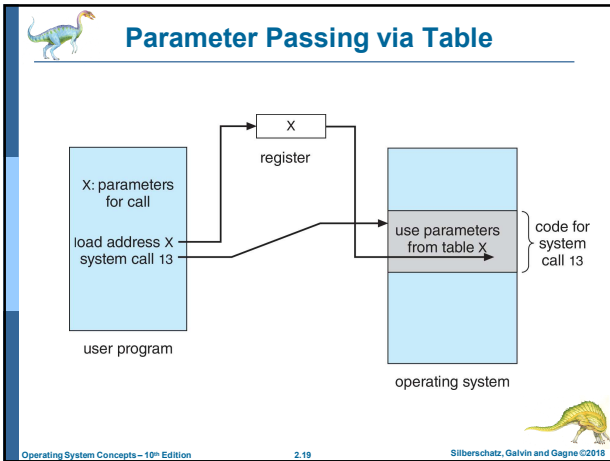 Parameter Passing via Table
X
register
X: parameters
for call
load address X
system call 13
user program
use parameters
from table X
code for
system
call 13
operating system
Operating System Concepts – 10th Edition
2.19
Silberschatz, Galvin and Gagne ©2018